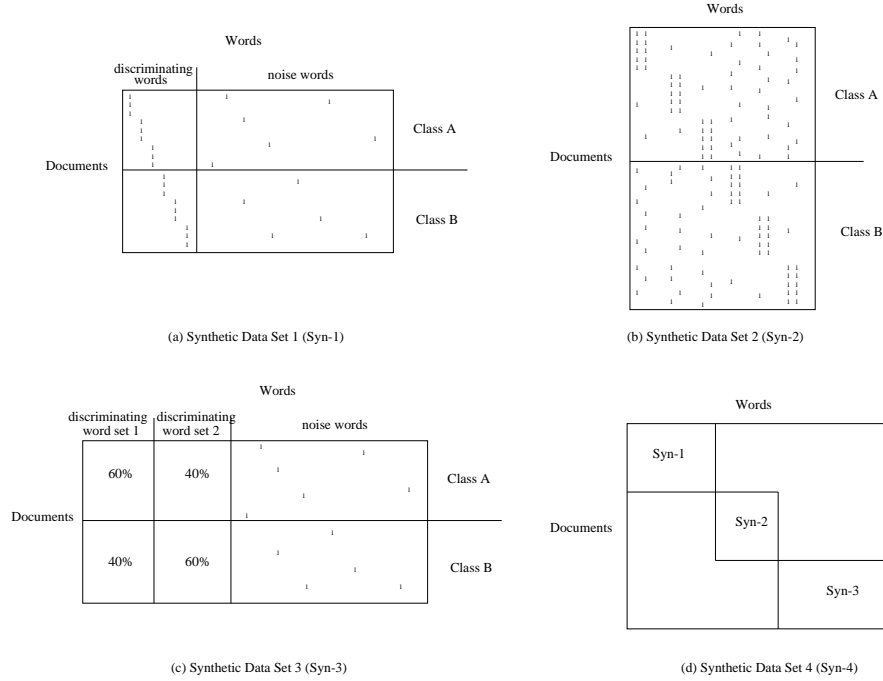 Words
discriminating words
noise words
Class A
Documents
Class B
(a) Synthetic Data Set 1 (Syn-1)
Words
Class A
Documents
Class B
(b) Synthetic Data Set 2 (Syn-2)
Words
discriminating word set 1
discriminating word set 2
noise words
60%
40%
Class A
Documents
40%
60%
Class B
(c) Synthetic Data Set 3 (Syn-3)
Words
Syn-1
Documents
Syn-2
Syn-3
(d) Synthetic Data Set 4 (Syn-4)